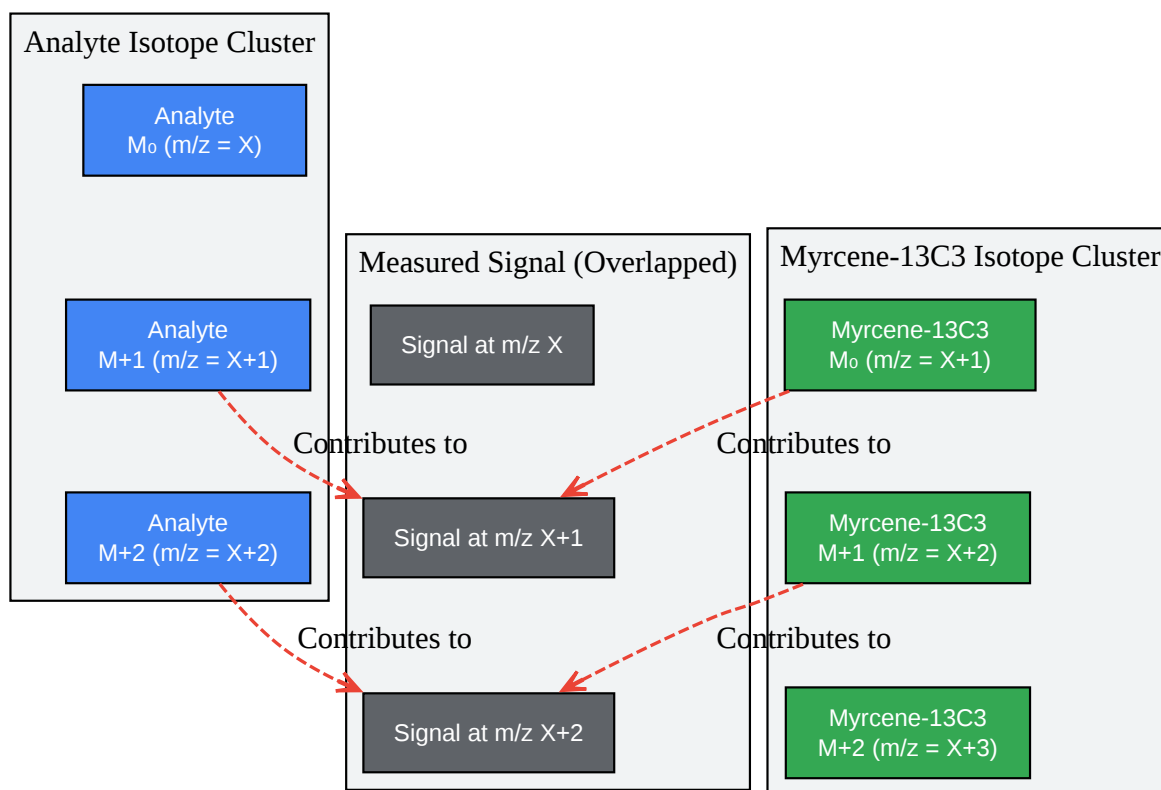 Analyte Isotope Cluster
Analyte
M₀ (m/z = X)
Analyte
M+1 (m/z = X+1)
Analyte
M+2 (m/z = X+2)
Measured Signal (Overlapped)
Signal at m/z X
Contributes to
Contributes to
Signal at m/z X+1
Contributes to
Contributes to
Signal at m/z X+2
Myrcene-13C3 Isotope Cluster
Myrcene-13C3
M₀ (m/z = X+1)
Myrcene-13C3
M+1 (m/z = X+2)
Myrcene-13C3
M+2 (m/z = X+3)